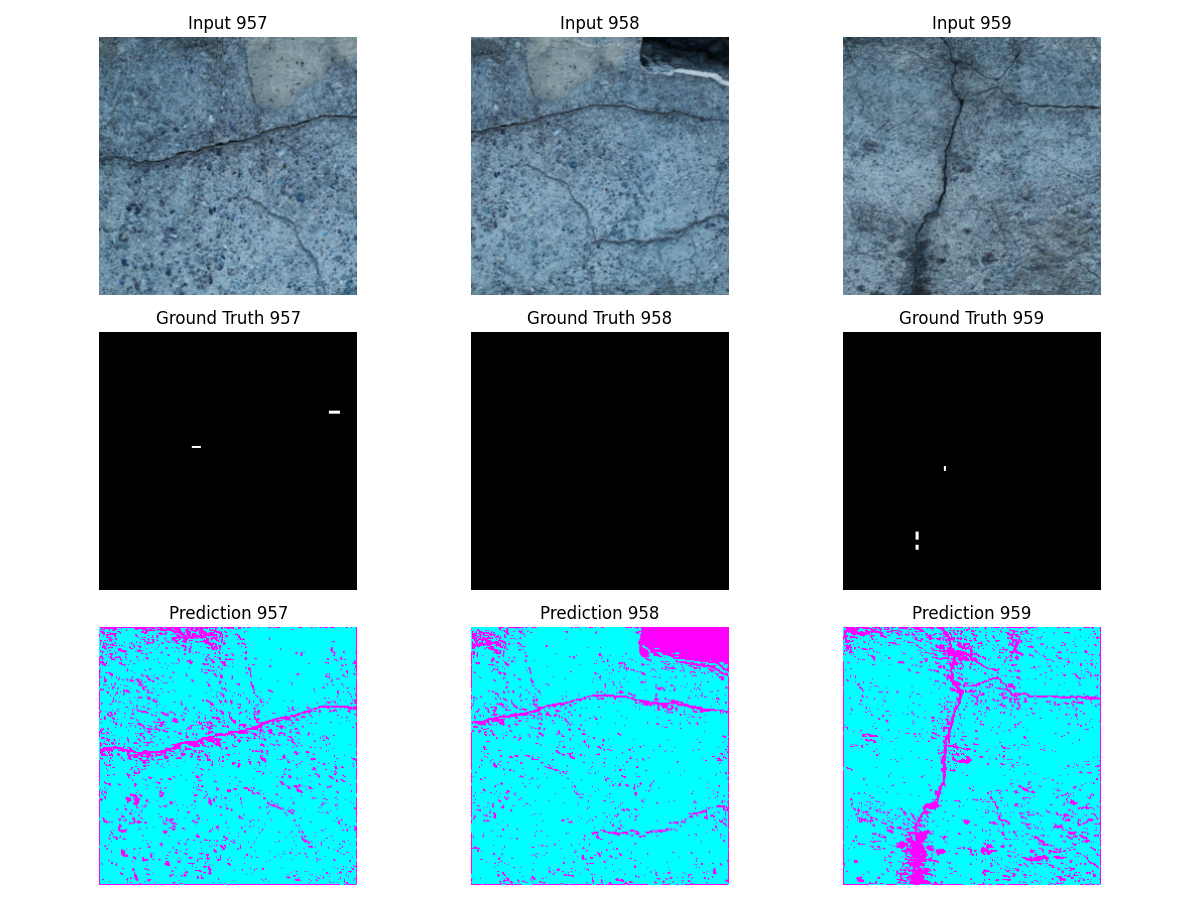 Input 957
Input 958
Input 959
Ground Truth 957
Ground Truth 958
Ground Truth 959
Prediction 957
Prediction 958
Prediction 959